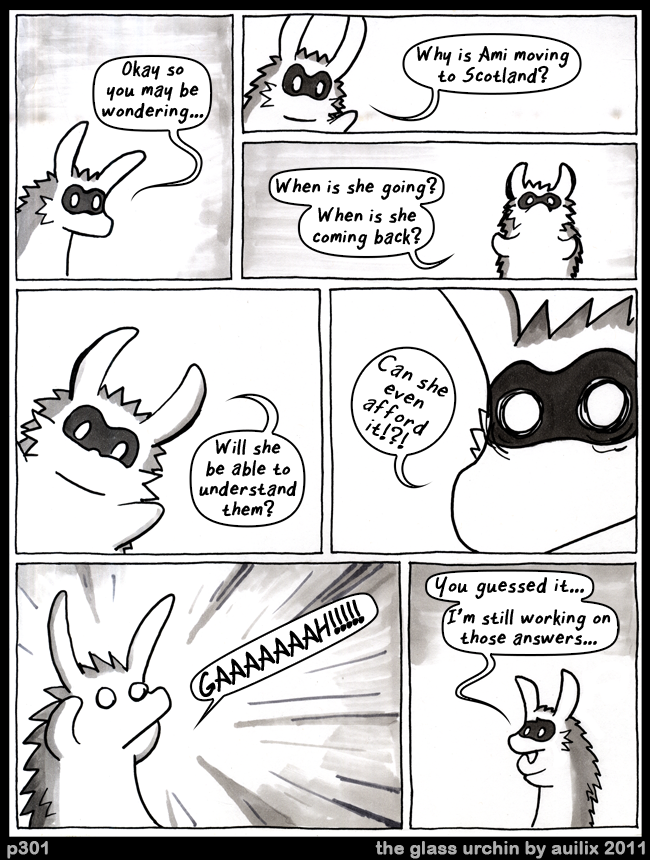 Okay so
you may be
wondering...
Why is Ami moving
to Scotland?
When is she going?
When is she
coming back?
Will she
be able to
understand
them?
Can she
even
afford
it!?!
GAAAAAAAH!!!!!
You guessed it...
I'm still working on
those answers...
p301
the glass urchin by auilix 2011